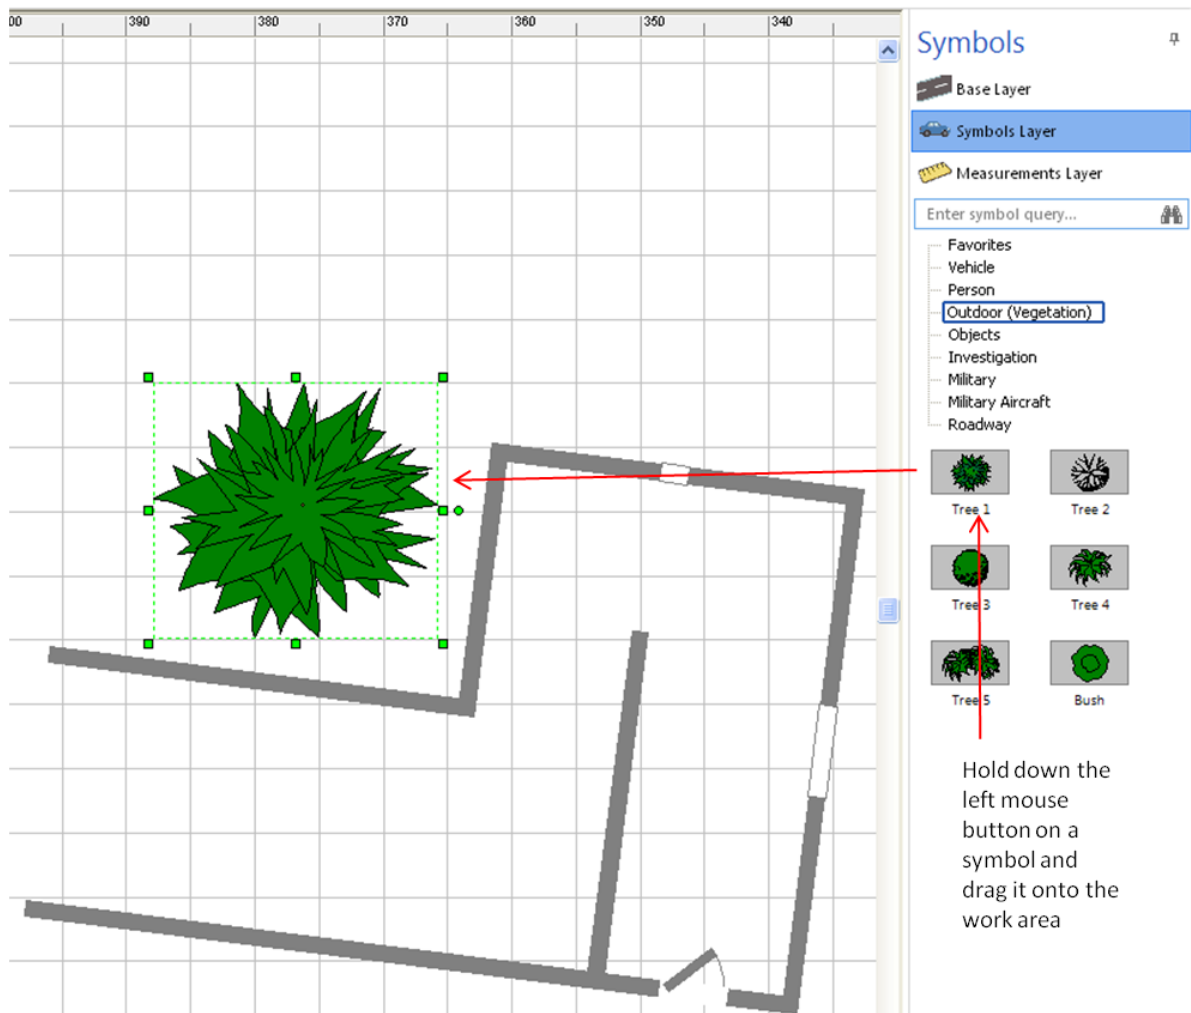 00 390 380 370 360 350 340
Symbols
Base Layer
Symbols Layer
Measurements Layer
Enter symbol query...
Favorites
Vehicle
Person
Outdoor (Vegetation)
Objects
Investigation
Military
Military Aircraft
Roadway
Tree 1 Tree 2
Tree 3 Tree 4
Tree 5 Bush
Hold down the
left mouse
button on a
symbol and
drag it onto the
work area